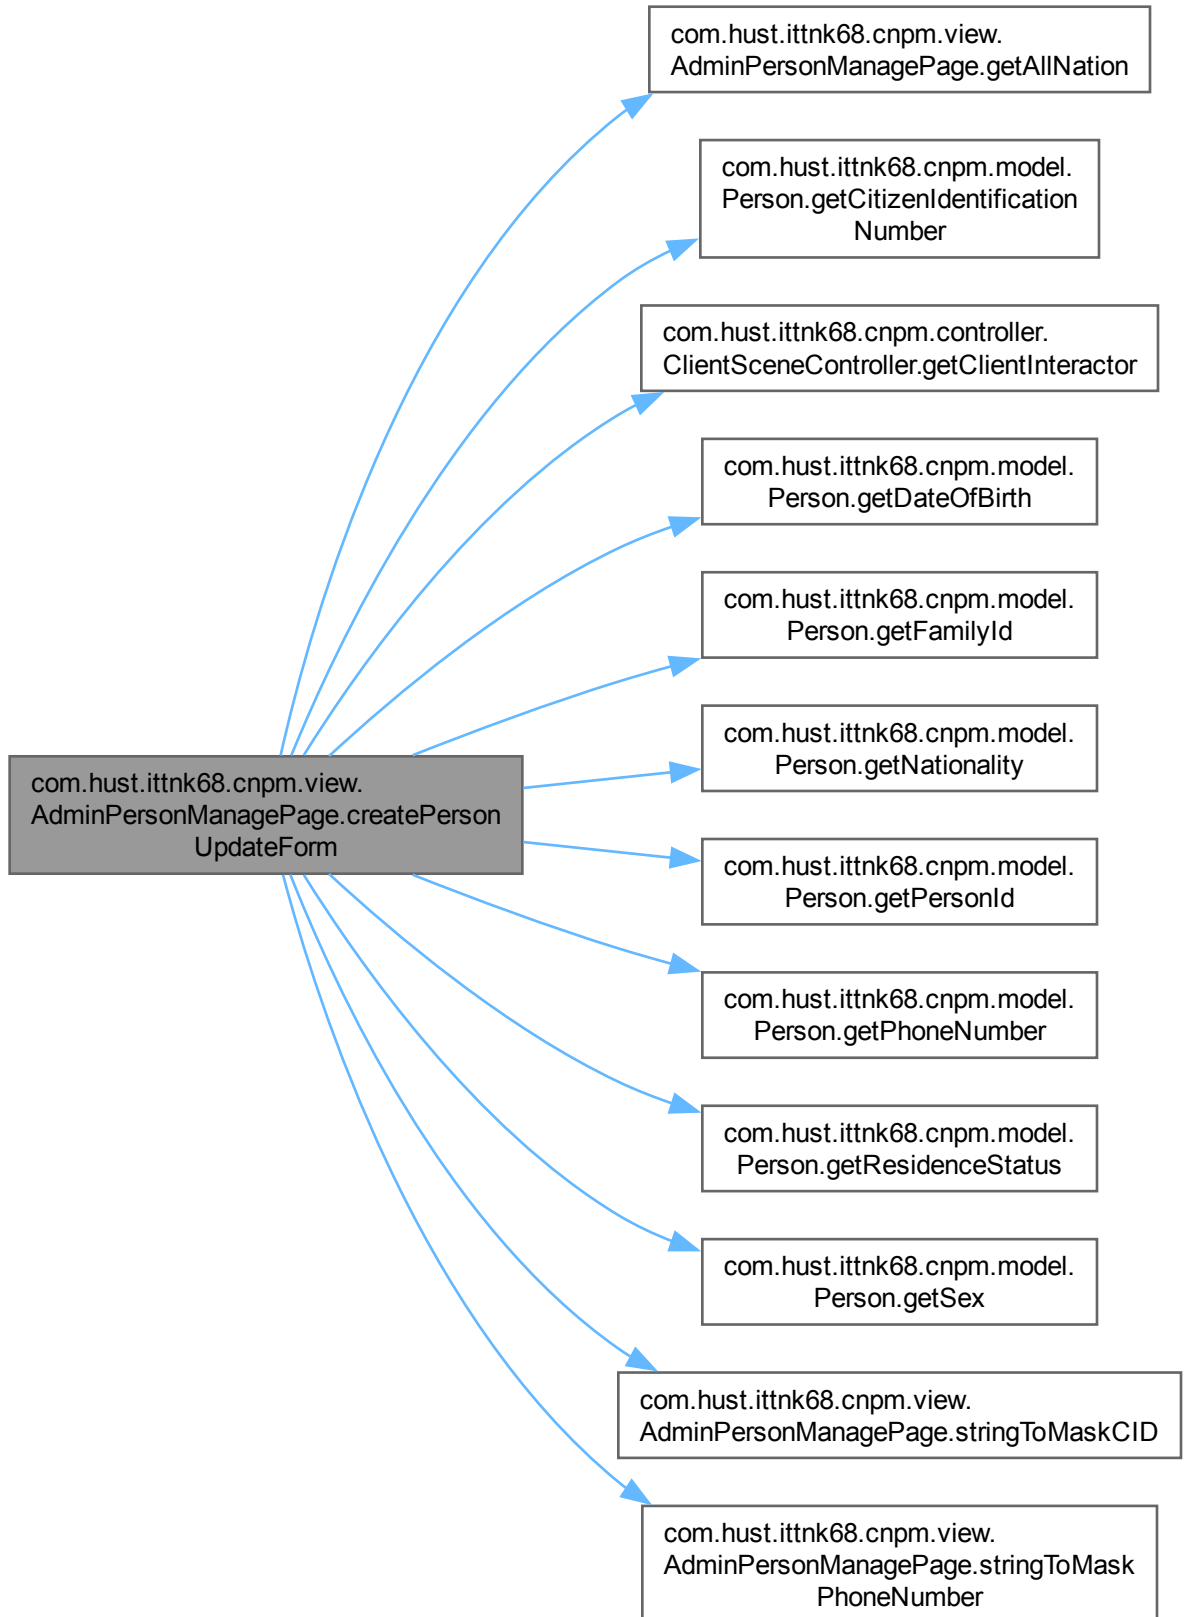 com.hust.ittnk68.cnpm.view.
AdminPersonManagePage.getAllNation
com.hust.ittnk68.cnpm.model.
Person.getCitizenIdentification
Number
com.hust.ittnk68.cnpm.controller.
ClientSceneController.getClientInteractor
com.hust.ittnk68.cnpm.model.
Person.getDateOfBirth
com.hust.ittnk68.cnpm.model.
Person.getFamilyId
com.hust.ittnk68.cnpm.model.
Person.getNationality
com.hust.ittnk68.cnpm.view.
AdminPersonManagePage.createPerson
UpdateForm
com.hust.ittnk68.cnpm.model.
Person.getPersonId
com.hust.ittnk68.cnpm.model.
Person.getPhoneNumber
com.hust.ittnk68.cnpm.model.
Person.getResidenceStatus
com.hust.ittnk68.cnpm.model.
Person.getSex
com.hust.ittnk68.cnpm.view.
AdminPersonManagePage.stringToMaskCID
com.hust.ittnk68.cnpm.view.
AdminPersonManagePage.stringToMask
PhoneNumber